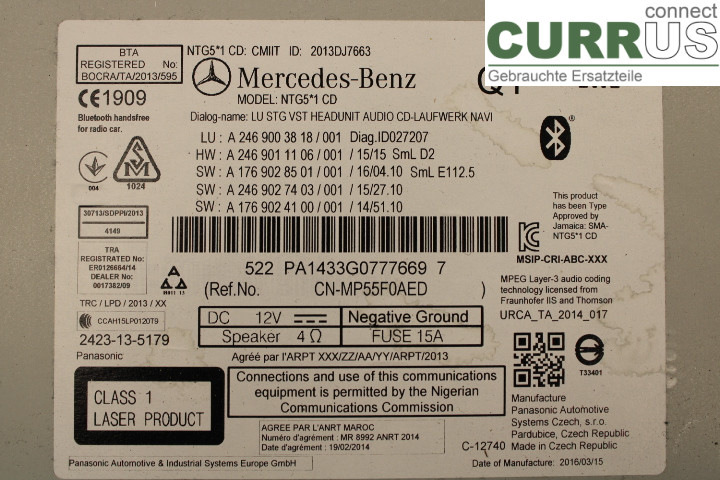 connect
CURRUS
Gebrauchte Ersatzteile
BTA
REGISTERED No:
BOCRA/TA/2013/595
NTG5*1 CD: CMIIT ID: 2013DJ7663
Mercedes-Benz
MODEL: NTG5*1 CD
CE1909
Bluetooth handsfree
for radio car.
Dialog-name: LU STG VST HEADUNIT AUDIO CD-LAUFWERK NAVI
LU : A 246 900 38 18 / 001 Diag.ID027207
HW : A 246 901 11 06 / 001 / 15/15 SmL D2
SW : A 176 902 85 01 / 001 / 16/04.10 SmL E112.5
SW : A 246 902 74 03 / 001 / 15/27.10
SW : A 176 902 41 00 / 001 / 14/51.10
004
1024
30713/SDPPI/2013
4149
TRA
REGISTERED No:
ER0126664/14
DEALER No:
0017382/09
This product
has been Type
Approved by
Jamaica: SMA-
NTG5*1 CD
MSIP-CRI-ABC-XXX
522 PA1433G0777669 7
(Ref.No. CN-MP55F0AED )
MPEG Layer-3 audio coding
technology licensed from
Fraunhofer IIS and Thomson
URCA_TA_2014_017
TRC / LPD / 2013 / XX
CCAH15LP0120T9
2423-13-5179
Panasonic
DC 12V Negative Ground
Speaker 4 Ω FUSE 15A
Agréé par l'ARPT XXX/ZZ/AA/YY/ARPT/2013
T33401
CLASS 1
LASER PRODUCT
Connections and use of this communications
equipment is permitted by the Nigerian
Communications Commission
Manufacture
Panasonic Automotive
Systems Czech, s.r.o.
Pardubice, Czech Republic
AGREE PAR L'ANRT MAROC
Numéro d'agrément : MR 8992 ANRT 2014
Date d'agrément : 19/02/2014
C-12740 Made in Czech Republic
Panasonic Automotive & Industrial Systems Europe GmbH
Date of Manufacture: 2016/03/15